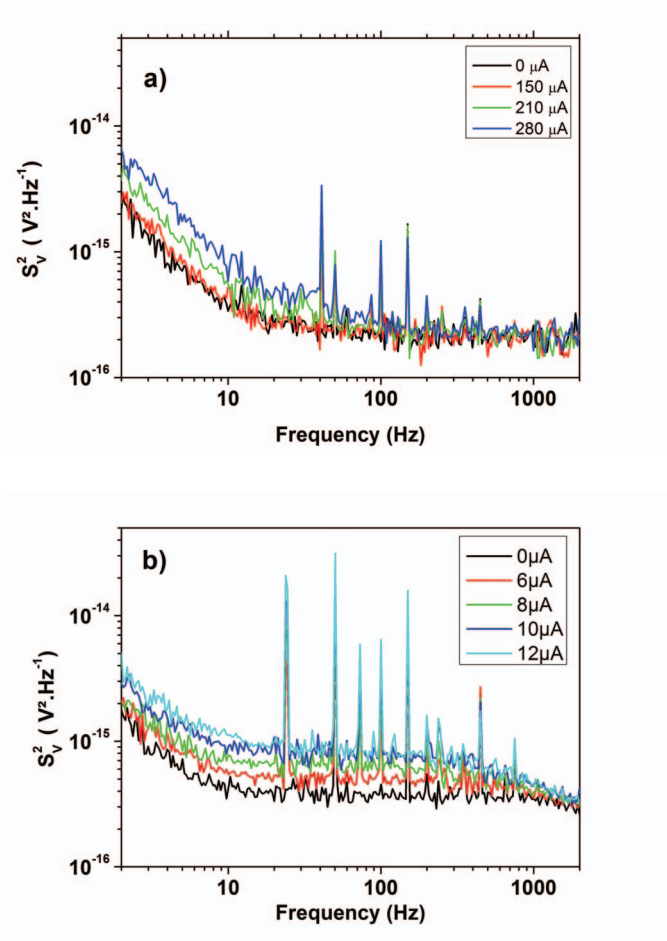 a)
0 μA
150 μA
210 μA
280 μA
10⁻¹⁴
10⁻¹⁵
10⁻¹⁶
S²ᵥ ( V².Hz⁻¹)
10 100 1000
Frequency (Hz)
b)
0μA
6μA
8μA
10μA
12μA
10⁻¹⁴
10⁻¹⁵
10⁻¹⁶
S²ᵥ ( V².Hz⁻¹)
10 100 1000
Frequency (Hz)